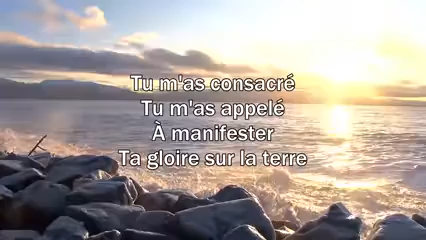 Tu m'as consacré
Tu m'as appelé
À manifester
Ta gloire sur la terre